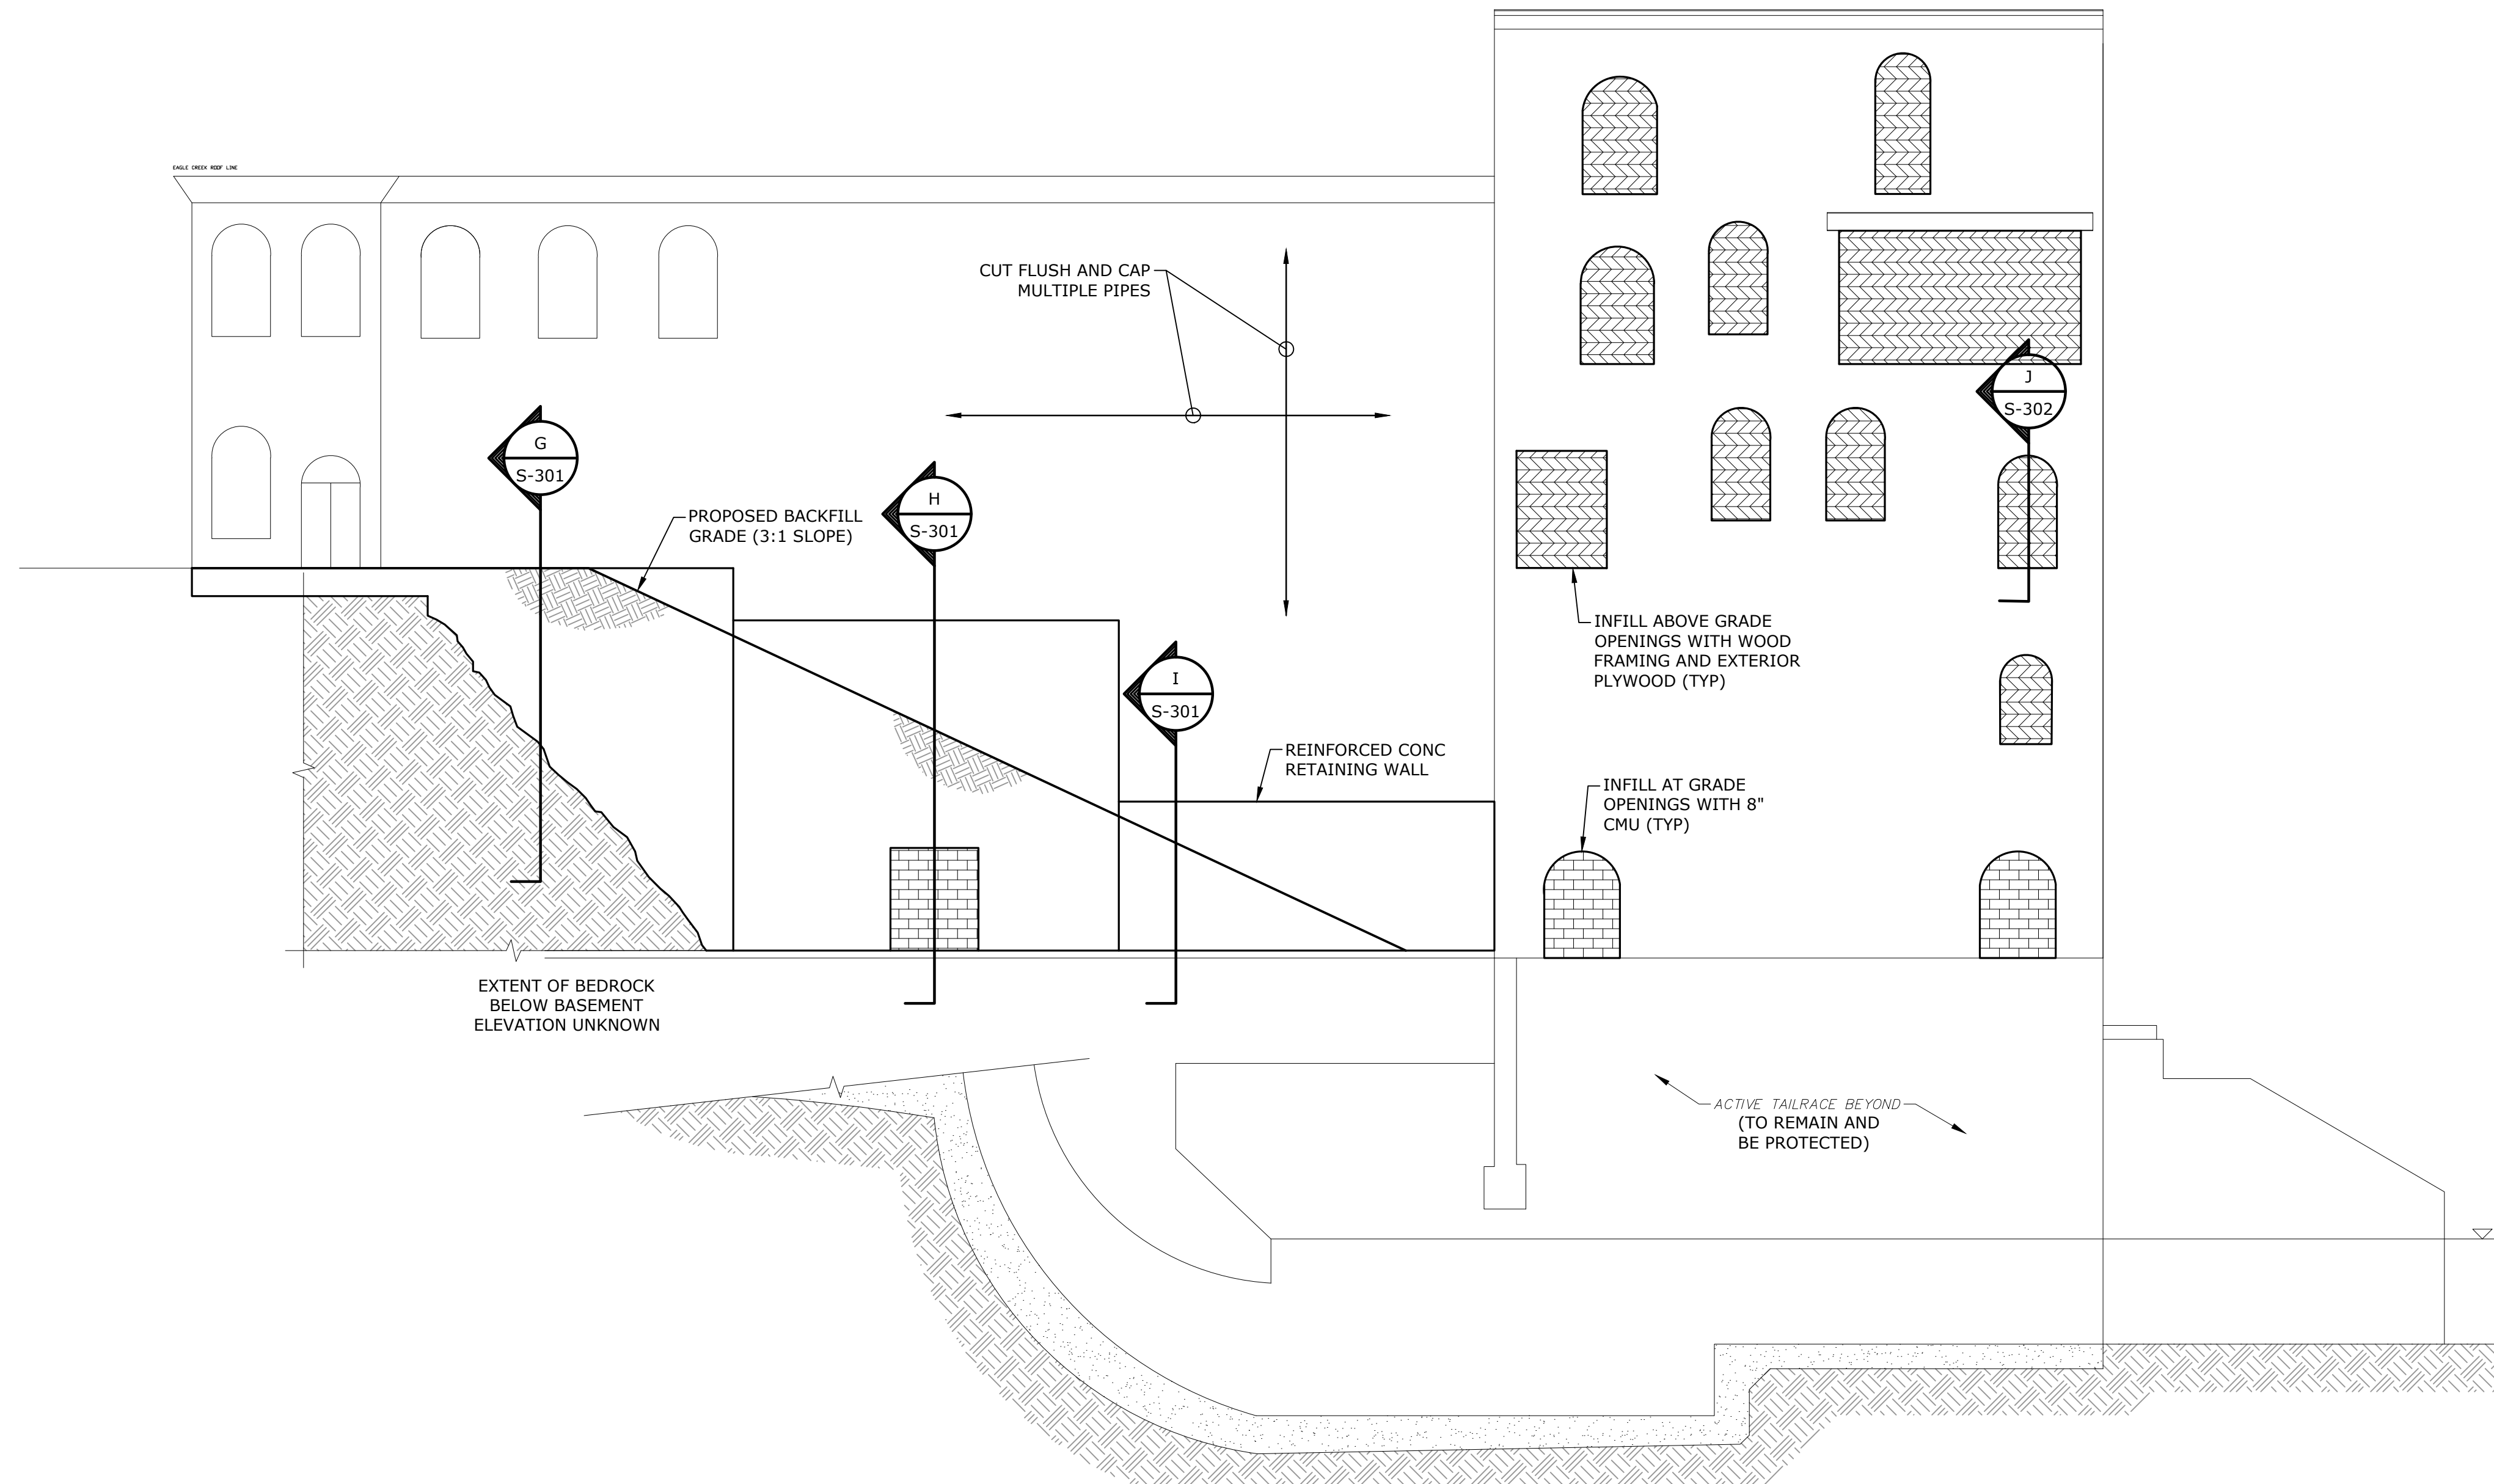 EAGLE CREEK ROOF LINE
CUT FLUSH AND CAP
MULTIPLE PIPES
J
S-302
G
S-301
H
S-301
PROPOSED BACKFILL
GRADE (3:1 SLOPE)
INFILL ABOVE GRADE
OPENINGS WITH WOOD
FRAMING AND EXTERIOR
PLYWOOD (TYP)
I
S-301
REINFORCED CONC
RETAINING WALL
INFILL AT GRADE
OPENINGS WITH 8"
CMU (TYP)
EXTENT OF BEDROCK
BELOW BASEMENT
ELEVATION UNKNOWN
ACTIVE TAILRACE BEYOND
(TO REMAIN AND
BE PROTECTED)